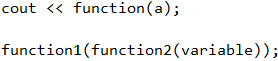 cout << function(a);
function1(function2(variable));